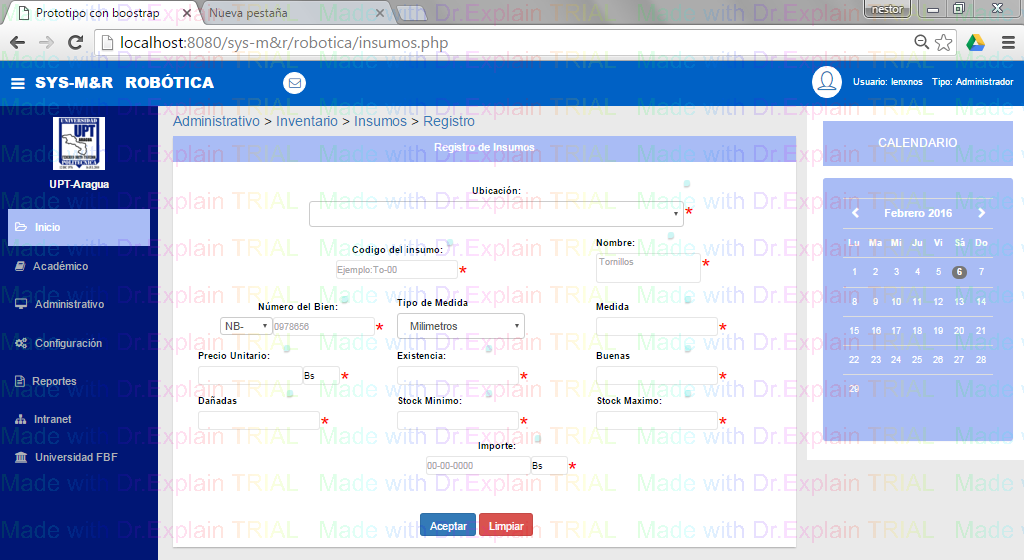 Prototipo con boostrap
Nueva pestaña
nestor
localhost:8080/sys-m&r/robotica/insumos.php
SYS-M&R ROBÓTICA
Usuario: lenxnos Tipo: Administrador
UNIVERSIDAD
UPT
ARAGUA
POLITECNICA
UPT-Aragua
Inicio
Académico
Administrativo
Configuración
Reportes
Intranet
Universidad FBF
Administrativo > Inventario > Insumos > Registro
Registro de Insumos
Ubicación:
*
Codigo del insumo:
Ejemplo:To-00 *
Nombre:
Tornillos *
Número del Bien:
NB- 0978656 *
Tipo de Medida
Milimetros
Medida
*
Precio Unitario:
Bs *
Existencia:
*
Buenas
*
Dañadas
*
Stock Minimo:
*
Stock Maximo:
*
Importe:
00-00-0000 Bs *
Aceptar Limpiar
CALENDARIO
Febrero 2016
Lu Ma Mi Ju Vi Sá Do
1 2 3 4 5 6 7
8 9 10 11 12 13 14
15 16 17 18 19 20 21
22 23 24 25 26 27 28
29
Made with Dr.Explain TRIAL